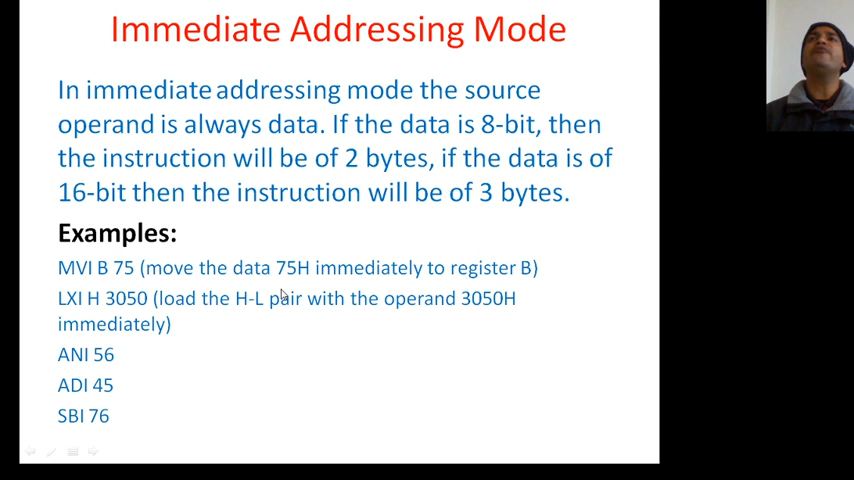 Immediate Addressing Mode
In immediate addressing mode the source
operand is always data. If the data is 8-bit, then
the instruction will be of 2 bytes, if the data is of
16-bit then the instruction will be of 3 bytes.
Examples:
MVI B 75 (move the data 75H immediately to register B)
LXI H 3050 (load the H-L pair with the operand 3050H
immediately)
ANI 56
ADI 45
SBI 76